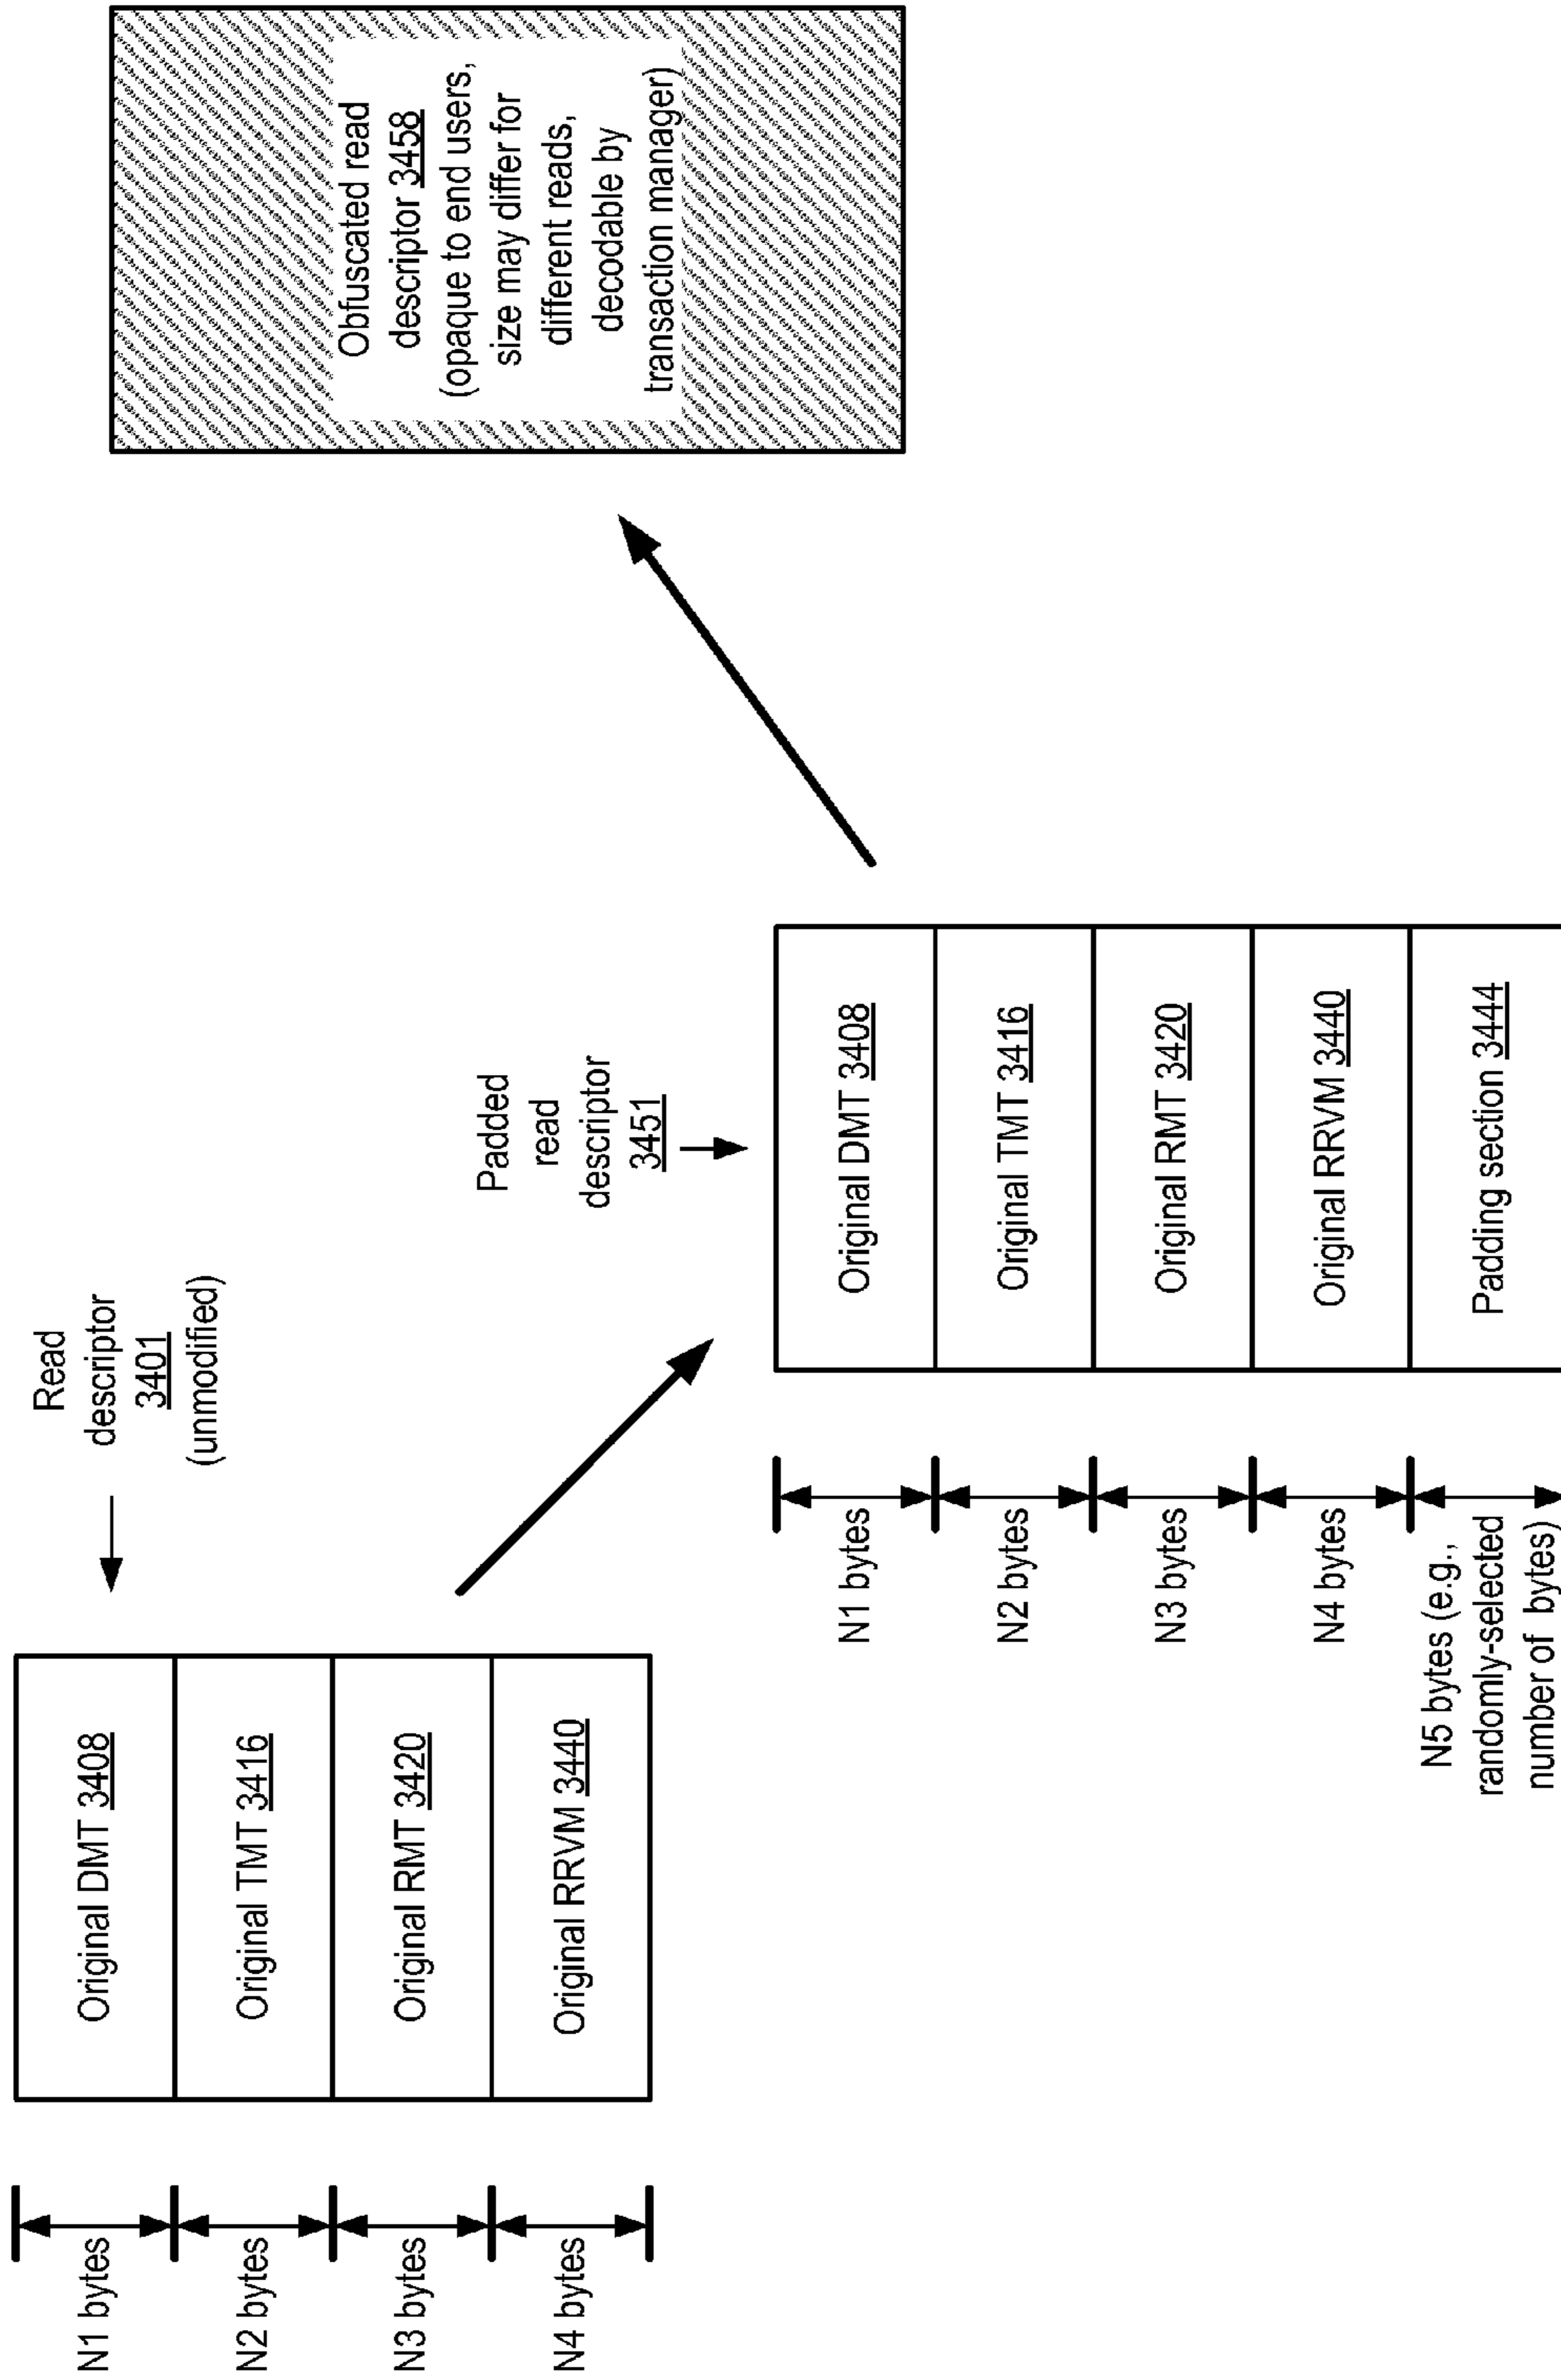 N1 bytes
N2 bytes
N3 bytes
N4 bytes
Original DMT 3408
Original TMT 3416
Original RMT 3420
Original RRVM 3440
Read
descriptor
3401
(unmodified)
N1 bytes
N2 bytes
N3 bytes
N4 bytes
N5 bytes (e.g.,
randomly-selected
number of bytes)
Padded
read
descriptor
3451
Original DMT 3408
Original TMT 3416
Original RMT 3420
Original RRVM 3440
Padding section 3444
Obfuscated read
descriptor 3458
(opaque to end users,
size may differ for
different reads,
decodable by
transaction manager)